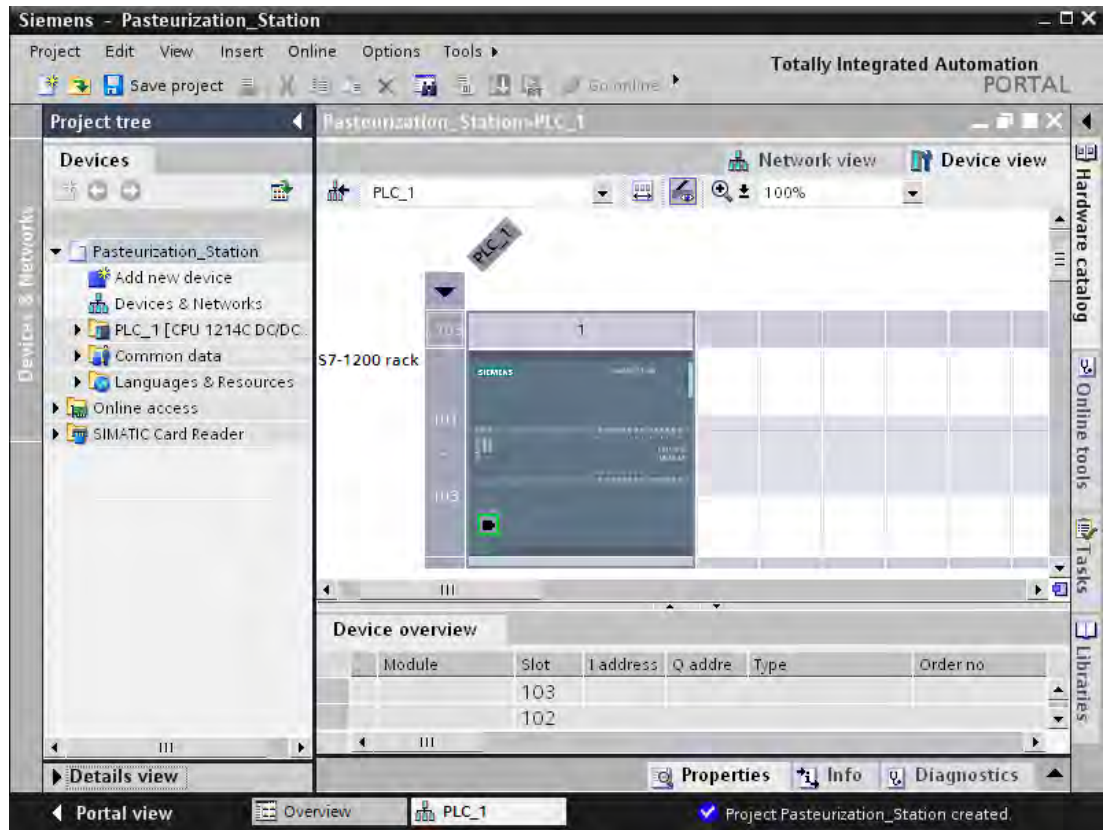 Siemens - Pasteurization_Station
Project Edit View Insert Online Options Tools
Totally Integrated Automation
PORTAL
Save project
Go online
Project tree
Pasteurization_Station▸PLC_1
Devices
Network view
Device view
PLC_1
100%
Devices & Networks
Pasteurization_Station
Add new device
Devices & Networks
PLC_1 [CPU 1214C DC/DC
Common data
Languages & Resources
Online access
SIMATIC Card Reader
PLC_1
103
1
S7-1200 rack
SIEMENS
101
-
103
Hardware catalog
Online tools
Tasks
Libraries
Device overview
Module Slot I address Q addre Type Order no
103
102
Details view
Properties Info Diagnostics
Portal view
Overview
PLC_1
Project Pasteurization_Station created.